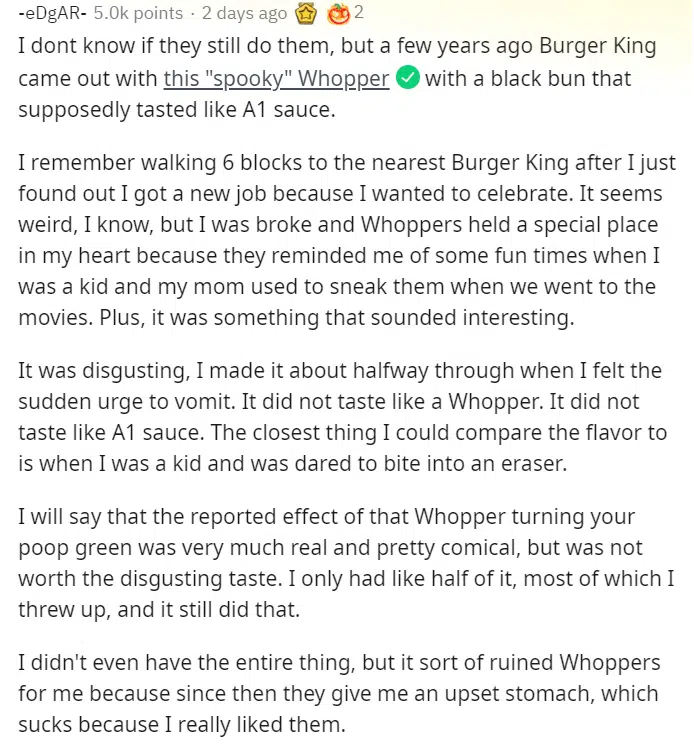 -eDgAR- 5.0k points · 2 days ago 2
I dont know if they still do them, but a few years ago Burger King
came out with this "spooky" Whopper with a black bun that
supposedly tasted like A1 sauce.
I remember walking 6 blocks to the nearest Burger King after I just
found out I got a new job because I wanted to celebrate. It seems
weird, I know, but I was broke and Whoppers held a special place
in my heart because they reminded me of some fun times when I
was a kid and my mom used to sneak them when we went to the
movies. Plus, it was something that sounded interesting.
It was disgusting, I made it about halfway through when I felt the
sudden urge to vomit. It did not taste like a Whopper. It did not
taste like A1 sauce. The closest thing I could compare the flavor to
is when I was a kid and was dared to bite into an eraser.
I will say that the reported effect of that Whopper turning your
poop green was very much real and pretty comical, but was not
worth the disgusting taste. I only had like half of it, most of which I
threw up, and it still did that.
I didn't even have the entire thing, but it sort of ruined Whoppers
for me because since then they give me an upset stomach, which
sucks because I really liked them.